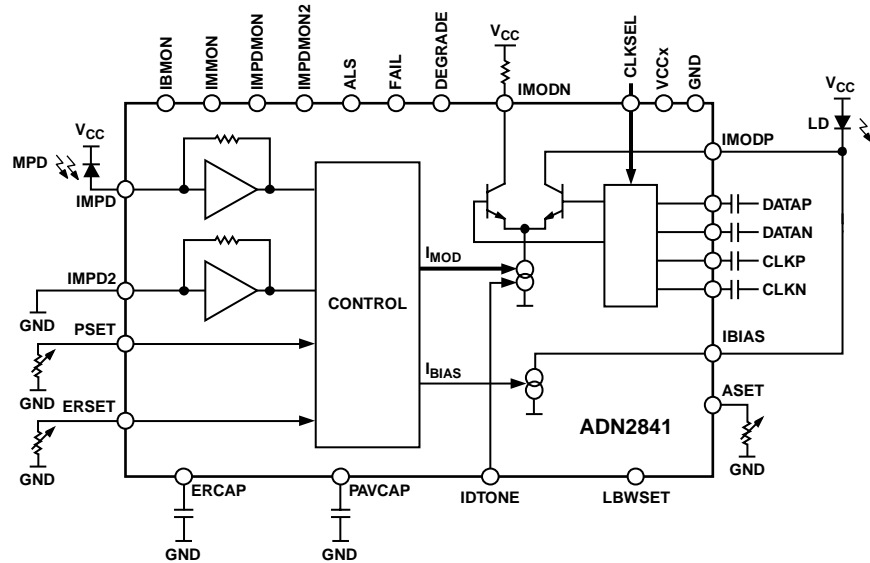 IBMON
IMMON
IMPDMON
IMPDMON2
ALS
FAIL
DEGRADE
VCC
IMODN
CLKSEL
VCCx
GND
VCC
LD
IMODP
VCC
MPD
IMPD
DATAP
DATAN
CLKP
CLKN
IMOD
IMPD2
CONTROL
GND
PSET
IBIAS
IBIAS
GND
ERSET
ASET
ADN2841
GND
GND
ERCAP
PAVCAP
IDTONE
LBWSET
GND
GND